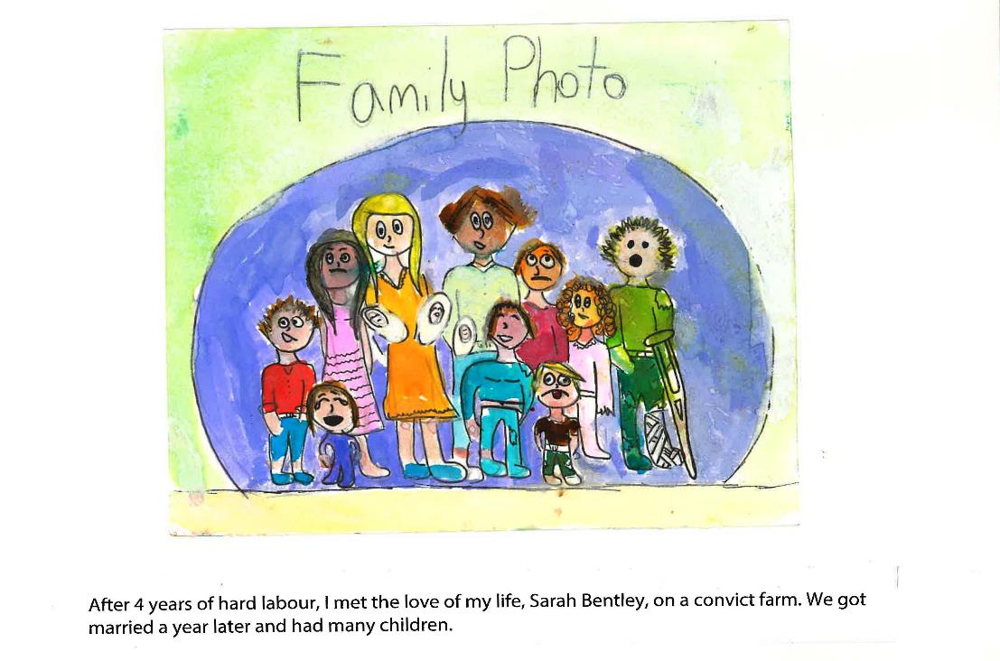 Family Photo
After 4 years of hard labour, I met the love of my life, Sarah Bentley, on a convict farm. We got
married a year later and had many children.